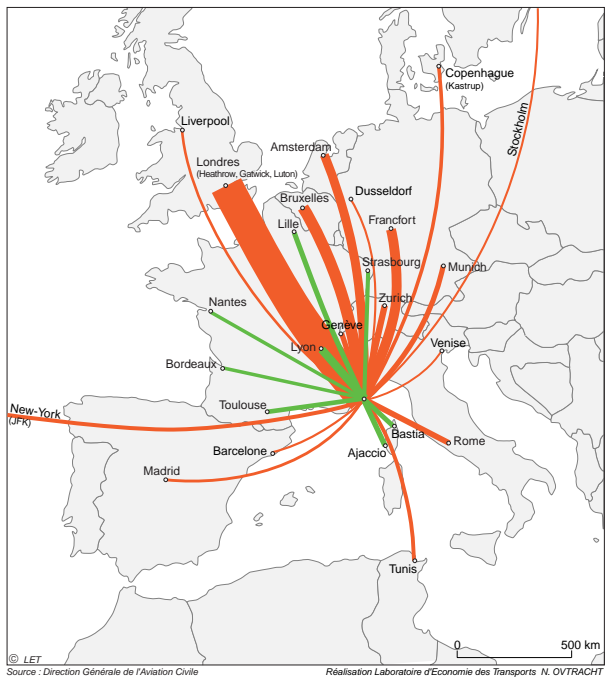 Copenhague
(Kastrup)
Stockholm
Liverpool
Amsterdam
Londres
(Heathrow, Gatwick, Luton)
Dusseldorf
Bruxelles
Francfort
Lille
Strasbourg
Munich
Nantes
Zurich
Genève
Lyon
Venise
Bordeaux
Toulouse
New-York
(JFK)
Bastia
Rome
Barcelone
Ajaccio
Madrid
Tunis
0 500 km
© LET
Source : Direction Générale de l'Aviation Civile
Réalisation Laboratoire d'Economie des Transports N. OVTRACHT